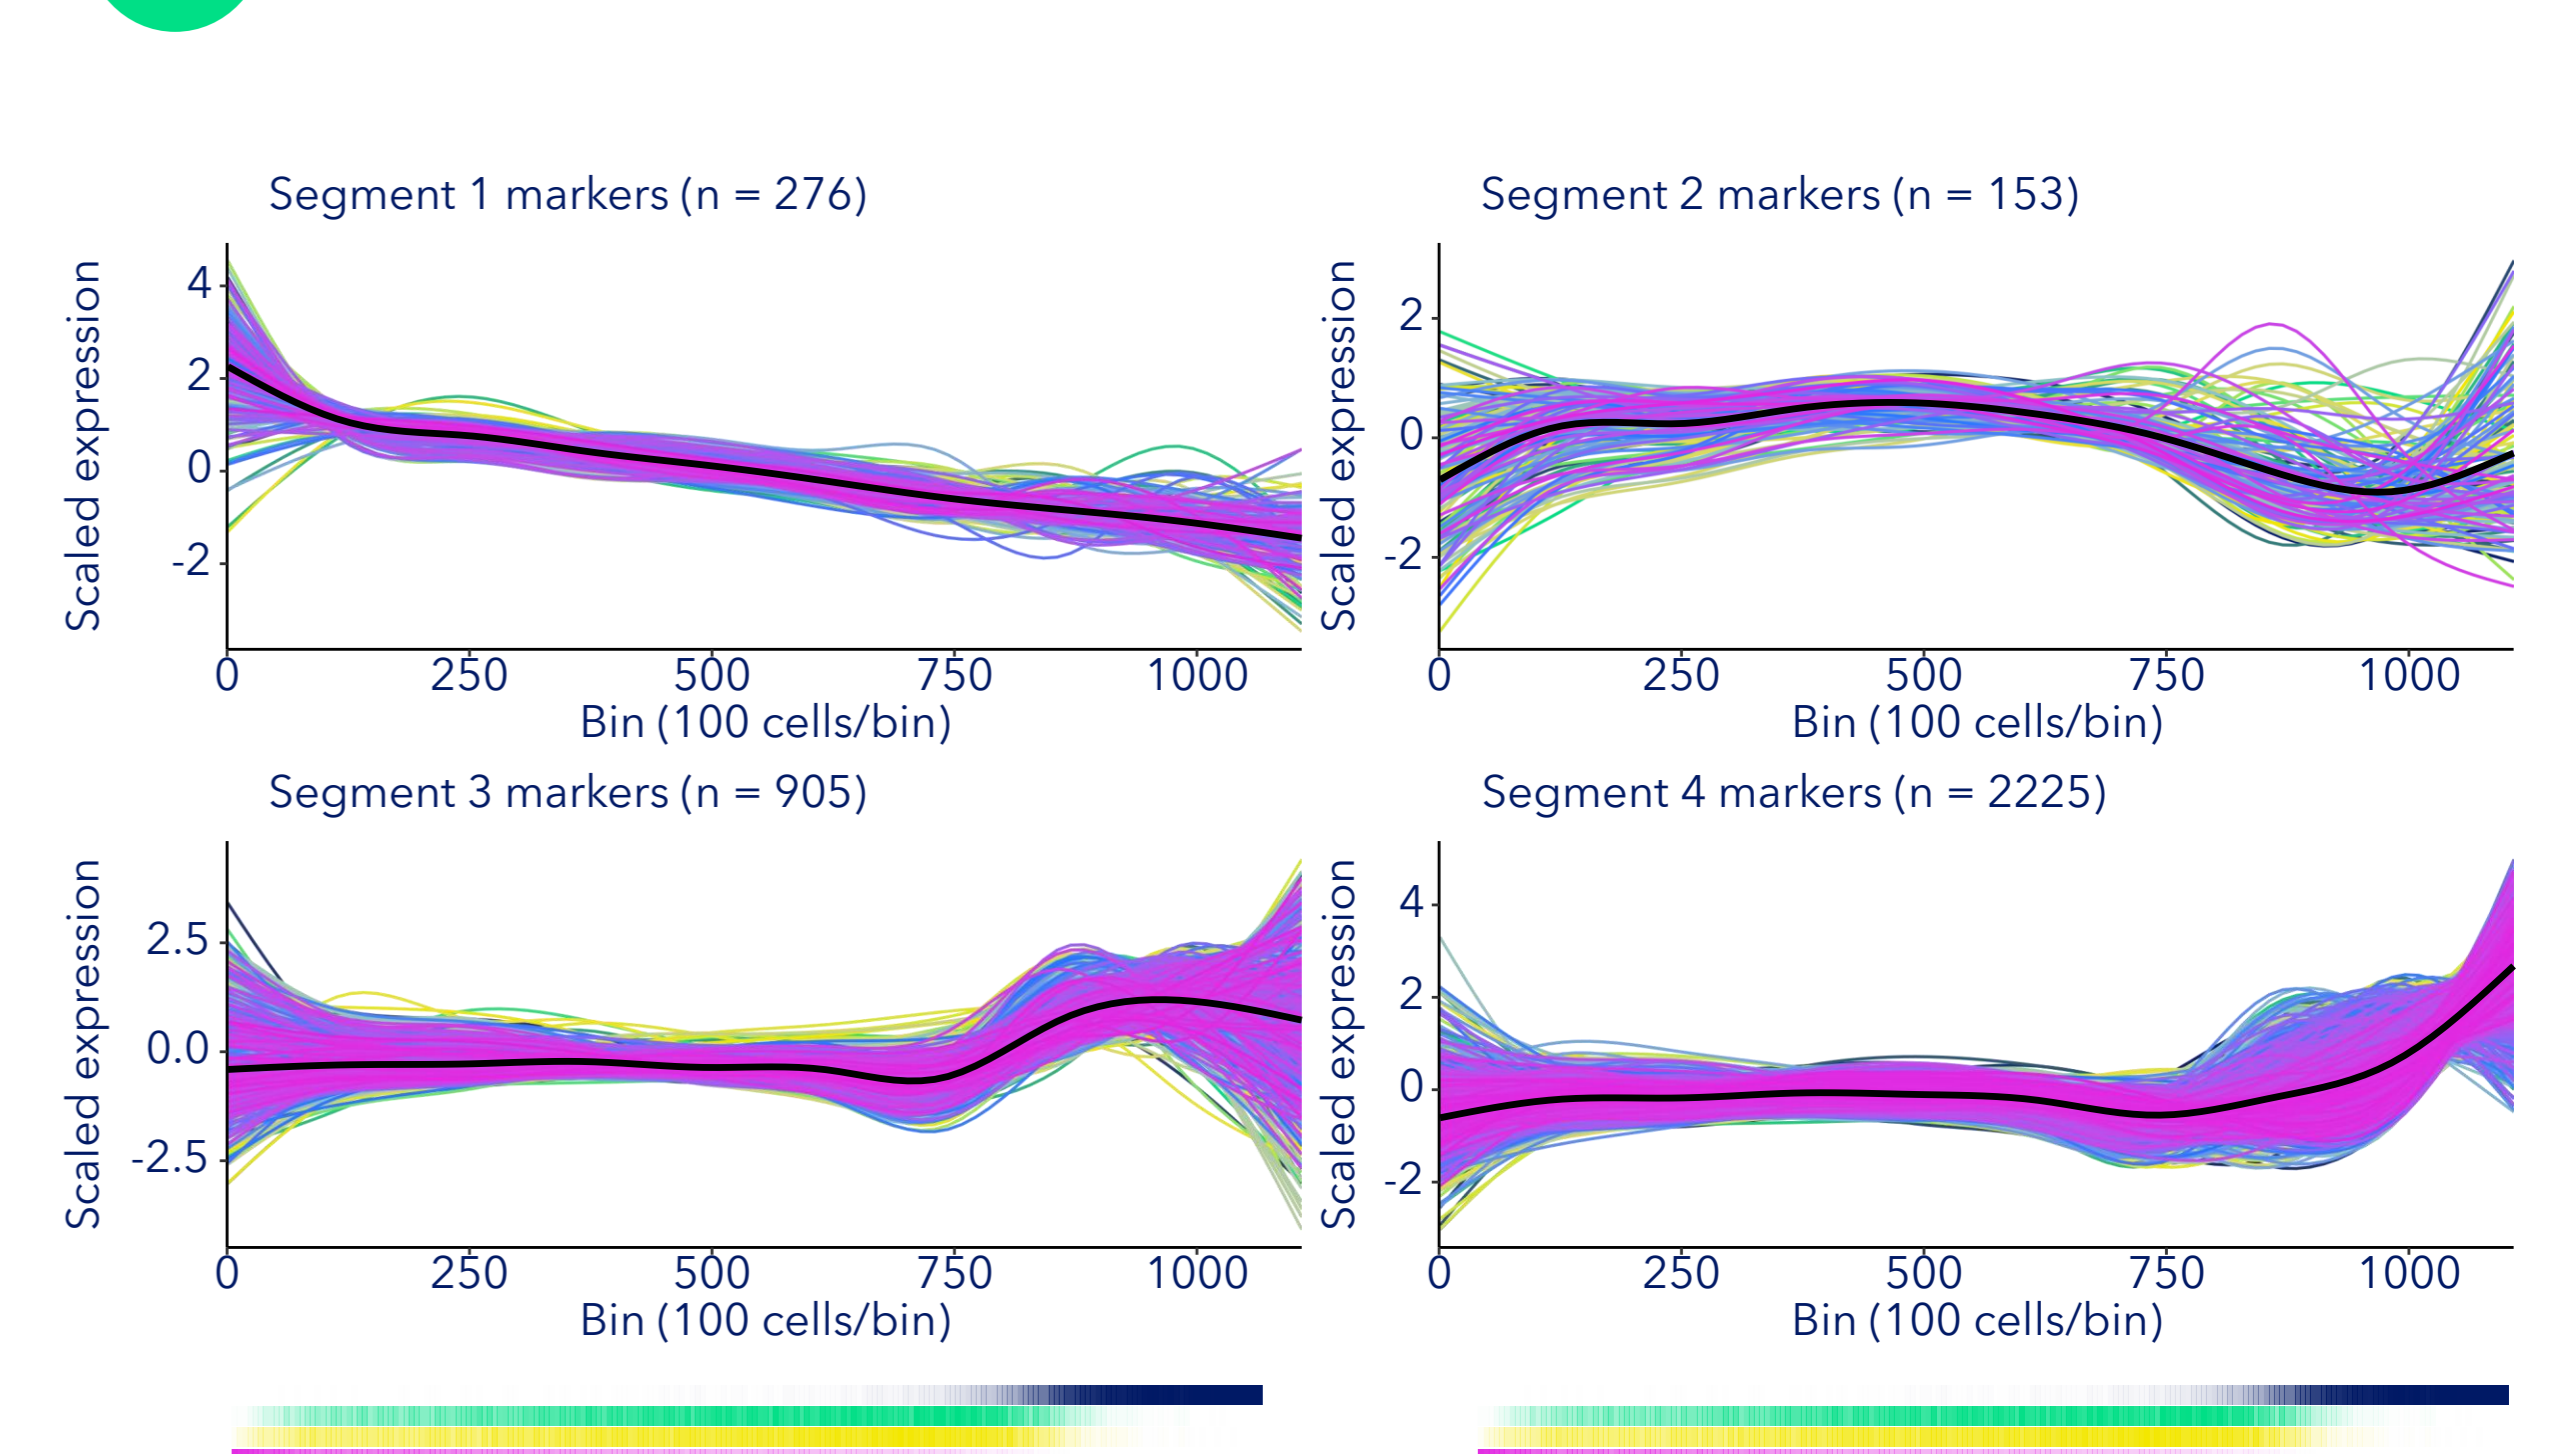 Segment 1 markers (n = 276)
Scaled expression
4
2
0
-2
0 250 500 750 1000
Bin (100 cells/bin)
Segment 2 markers (n = 153)
Scaled expression
2
0
-2
0 250 500 750 1000
Bin (100 cells/bin)
Segment 3 markers (n = 905)
Scaled expression
2.5
0.0
-2.5
0 250 500 750 1000
Bin (100 cells/bin)
Segment 4 markers (n = 2225)
Scaled expression
4
2
0
-2
0 250 500 750 1000
Bin (100 cells/bin)